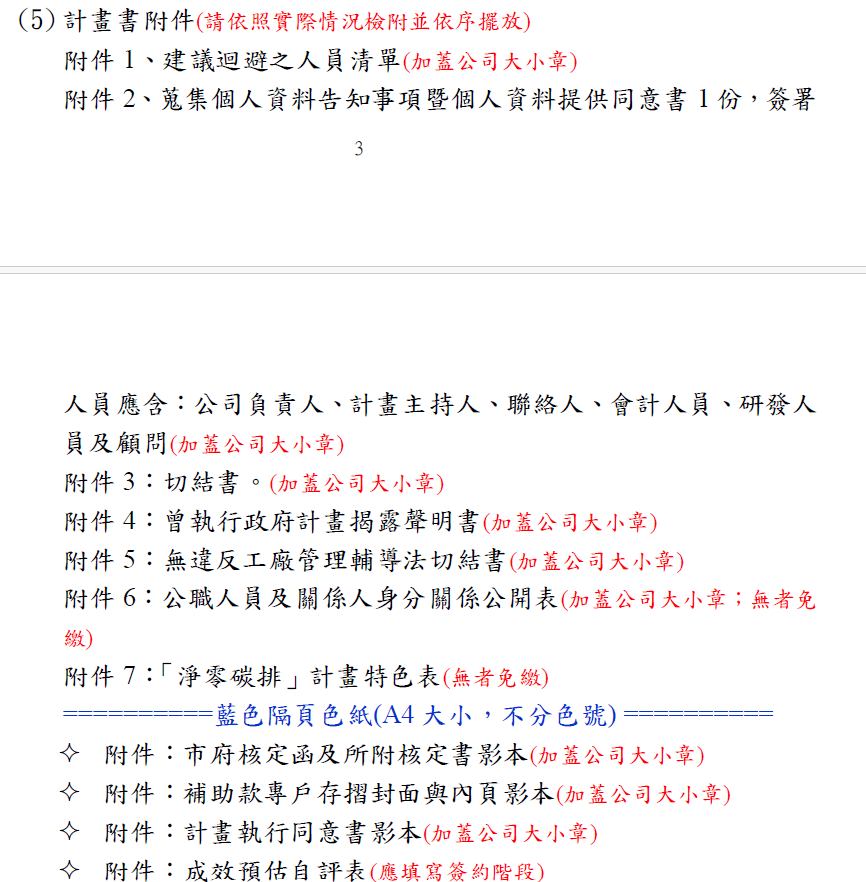 (5)計畫書附件(請依照實際情況檢附並依序擺放)
附件 1、建議迴避之人員清單(加蓋公司大小章)
附件 2、蒐集個人資料告知事項暨個人資料提供同意書 1 份，簽署
3
人員應含：公司負責人、計畫主持人、聯絡人、會計人員、研發人
員及顧問(加蓋公司大小章)
附件 3：切結書。(加蓋公司大小章)
附件 4：曾執行政府計畫揭露聲明書(加蓋公司大小章)
附件 5：無違反工廠管理輔導法切結書(加蓋公司大小章)
附件 6：公職人員及關係人身分關係公開表(加蓋公司大小章；無者免
繳)
附件 7：「淨零碳排」計畫特色表(無者免繳)
==========藍色隔頁色紙(A4 大小，不分色號) ==========
✧ 附件：市府核定函及所附核定書影本(加蓋公司大小章)
✧ 附件：補助款專戶存摺封面與內頁影本(加蓋公司大小章)
✧ 附件：計畫執行同意書影本(加蓋公司大小章)
✧ 附件：成效預估自評表(應填寫簽約階段)